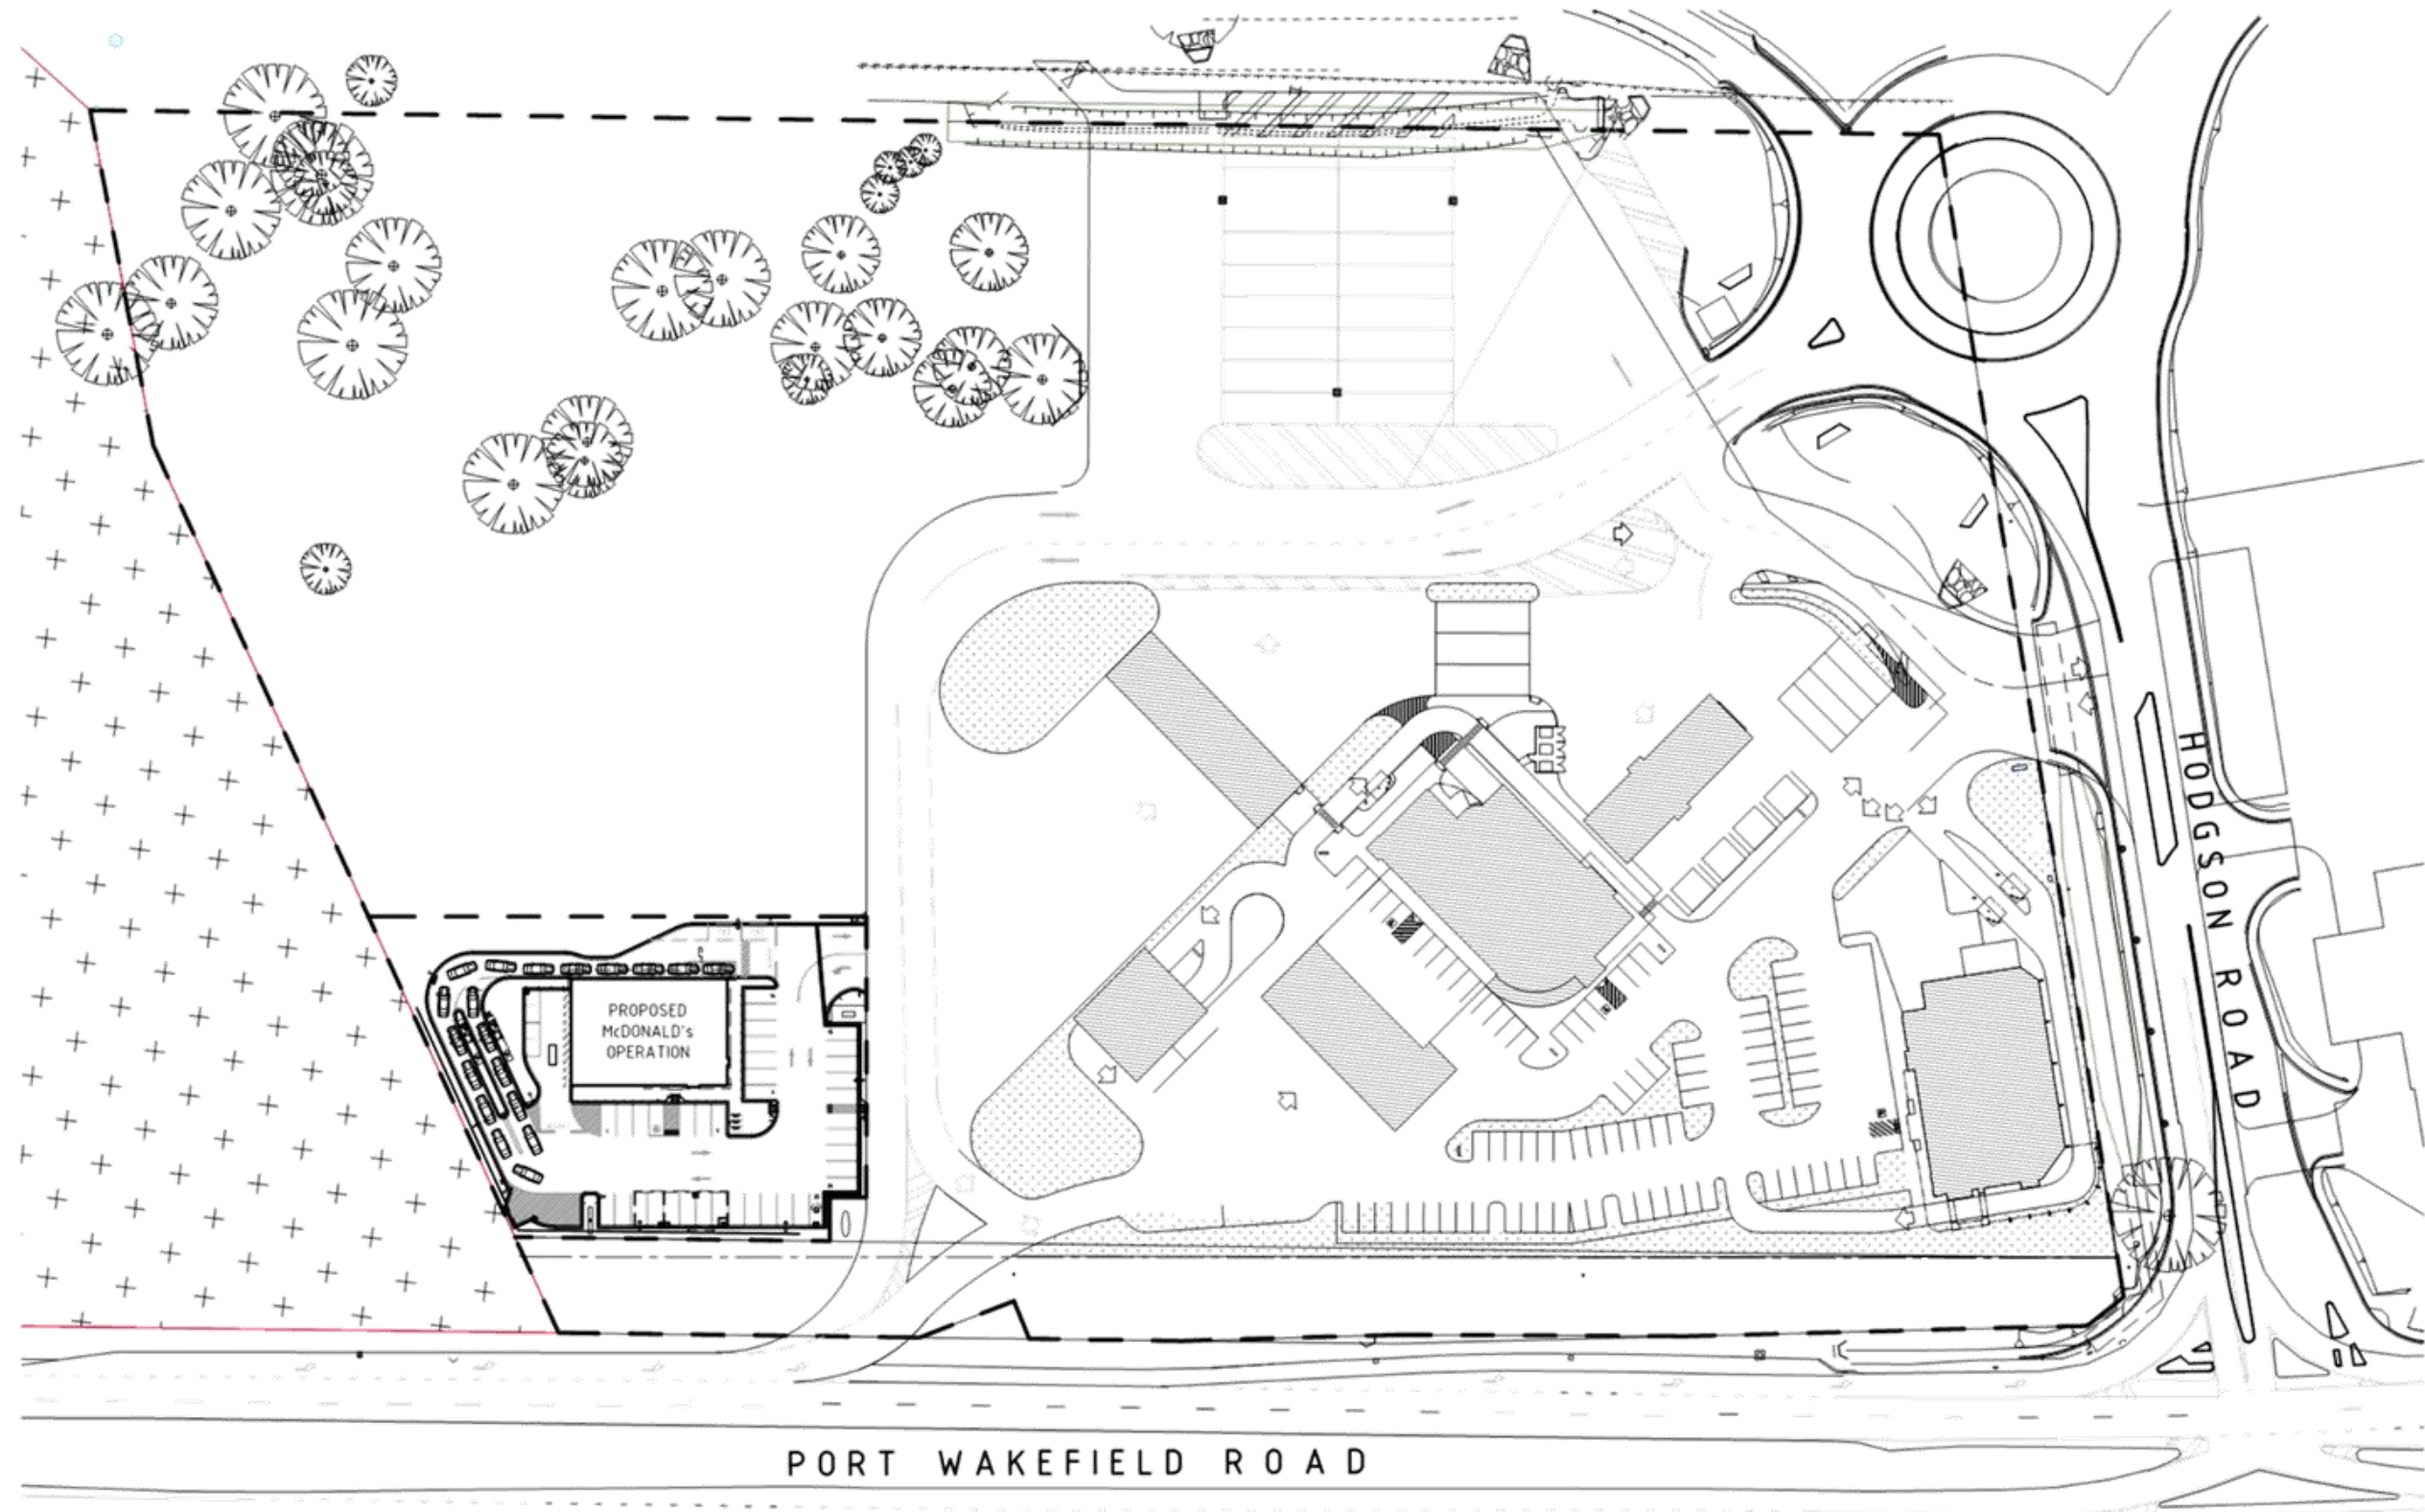 HODGSON ROAD
PROPOSED
McDONALD's
OPERATION
PORT WAKEFIELD ROAD